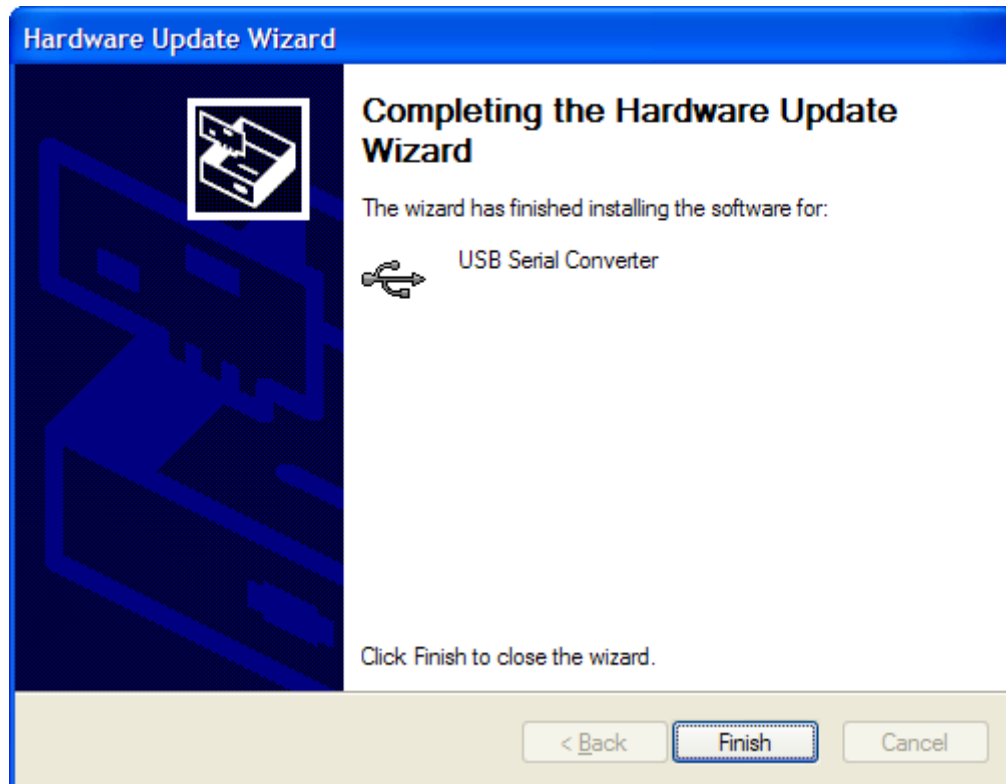 Hardware Update Wizard
Completing the Hardware Update
Wizard
The wizard has finished installing the software for:
USB Serial Converter
Click Finish to close the wizard.
< Back
Finish
Cancel